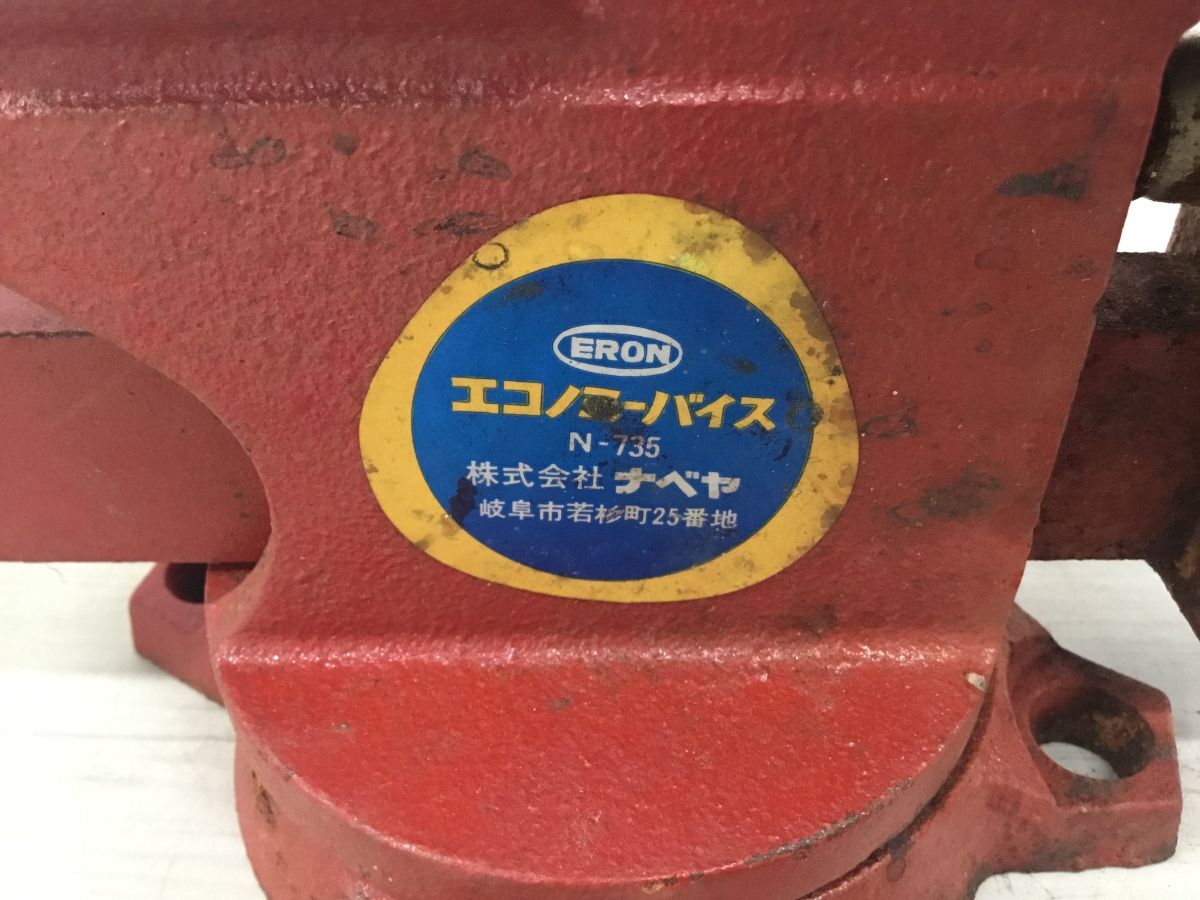 ERON
エコノミーバイス
N-735
株式会社 ナベヤ
岐阜市若杉町25番地